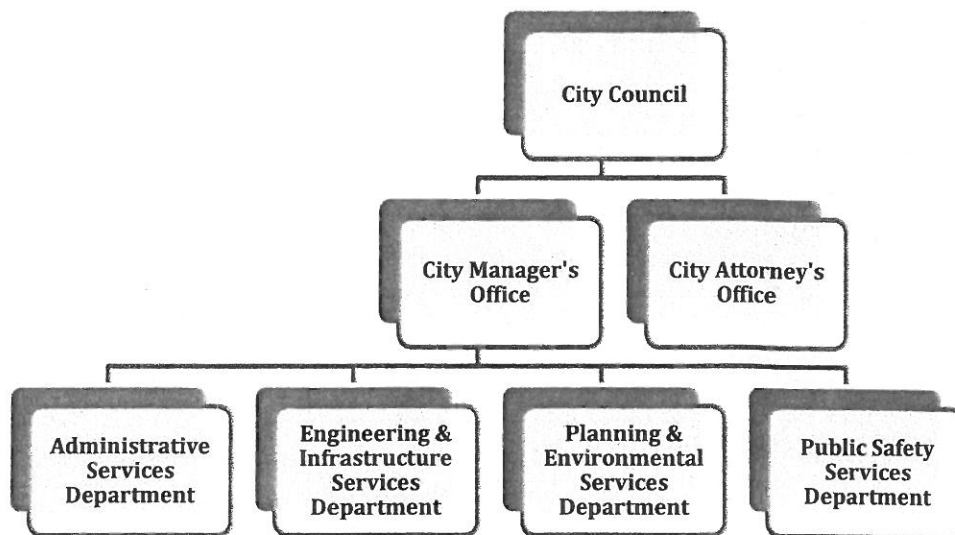 City Council
City Manager's
Office
City Attorney's
Office
Administrative
Services
Department
Engineering &
Infrastructure
Services
Department
Planning &
Environmental
Services
Department
Public Safety
Services
Department